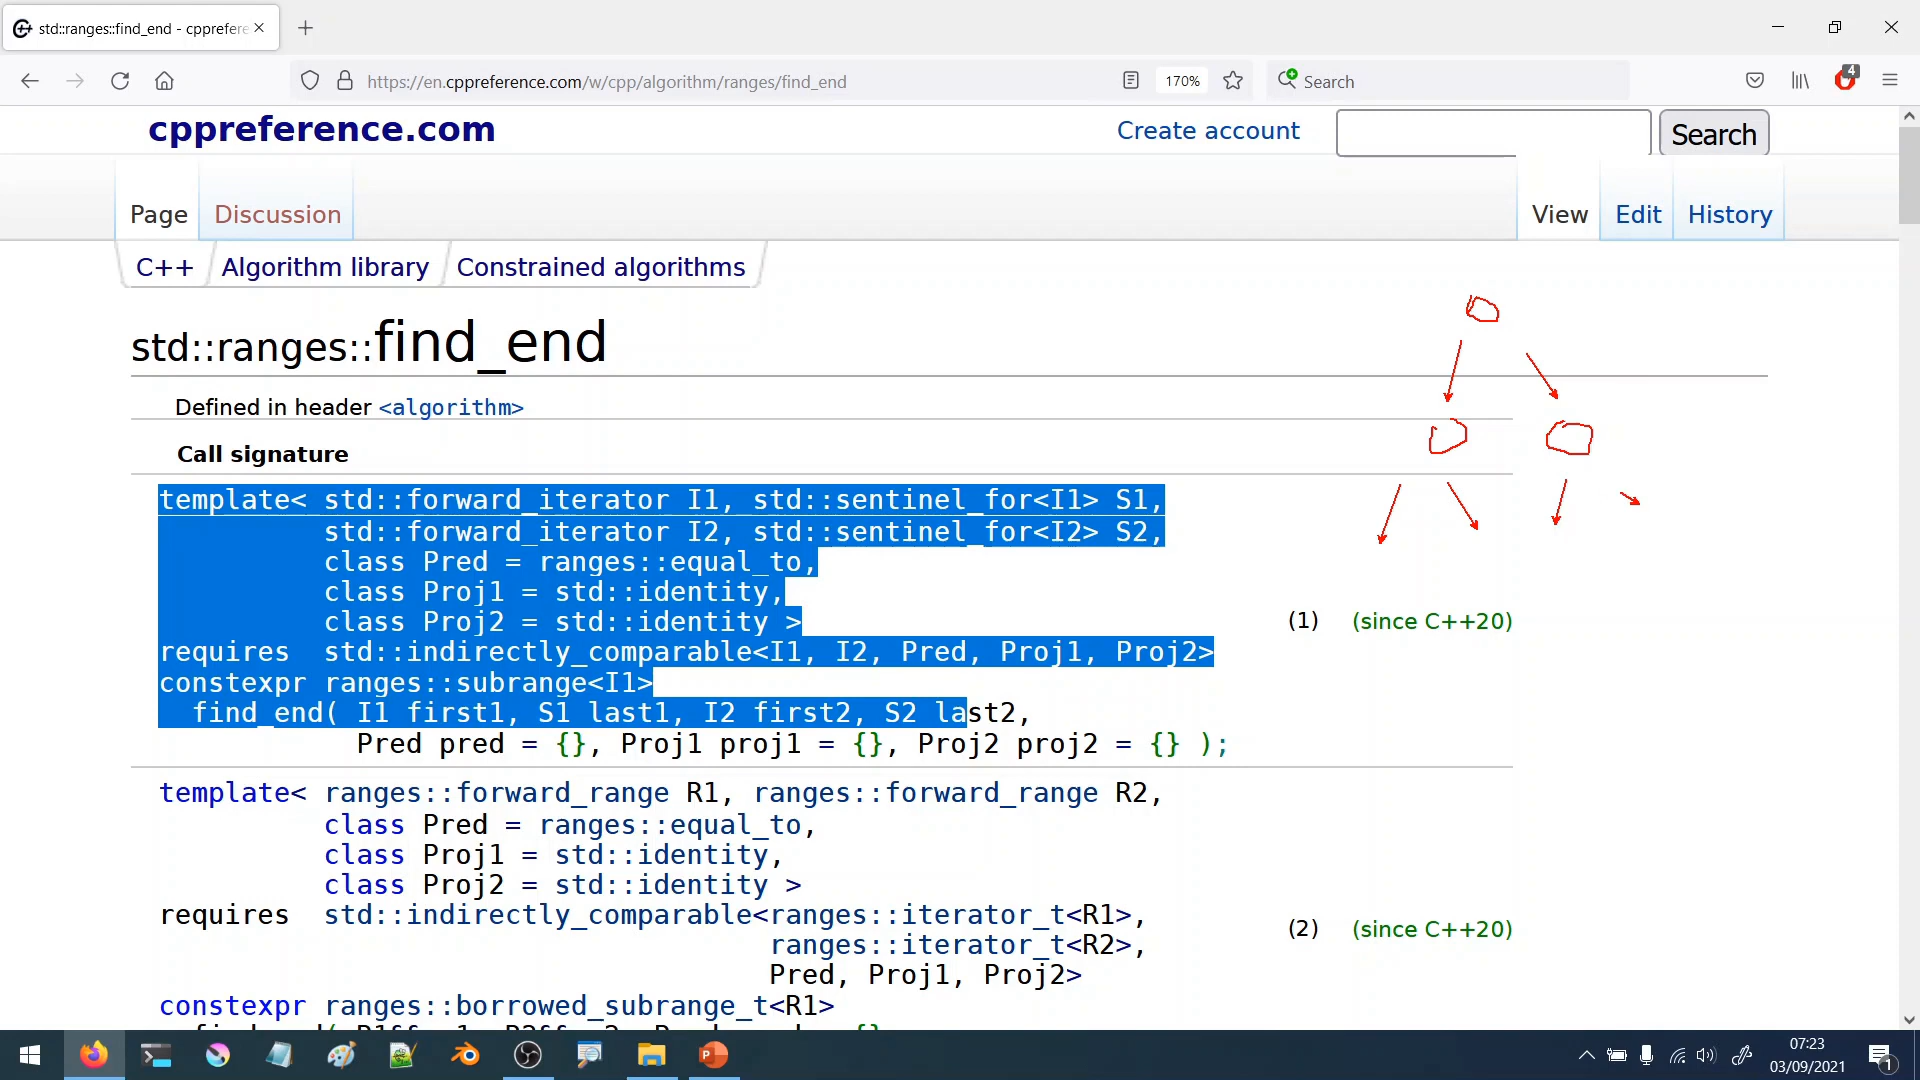 std::ranges::find_end - cpprefere
https://en.cppreference.com/w/cpp/algorithm/ranges/find_end
170%
Search
4
cppreference.com
Create account
Search
Page
Discussion
View
Edit
History
C++
Algorithm library
Constrained algorithms
std::ranges::find_end
Defined in header <algorithm>
Call signature
template< std::forward_iterator I1, std::sentinel_for<I1> S1,
std::forward_iterator I2, std::sentinel_for<I2> S2,
class Pred = ranges::equal_to,
class Proj1 = std::identity,
class Proj2 = std::identity >
requires std::indirectly_comparable<I1, I2, Pred, Proj1, Proj2>
constexpr ranges::subrange<I1>
find_end( I1 first1, S1 last1, I2 first2, S2 last2,
Pred pred = {}, Proj1 proj1 = {}, Proj2 proj2 = {} );
(1) (since C++20)
template< ranges::forward_range R1, ranges::forward_range R2,
class Pred = ranges::equal_to,
class Proj1 = std::identity,
class Proj2 = std::identity >
requires std::indirectly_comparable<ranges::iterator_t<R1>,
ranges::iterator_t<R2>,
Pred, Proj1, Proj2>
constexpr ranges::borrowed_subrange_t<R1>
(2) (since C++20)
07:23
03/09/2021
1